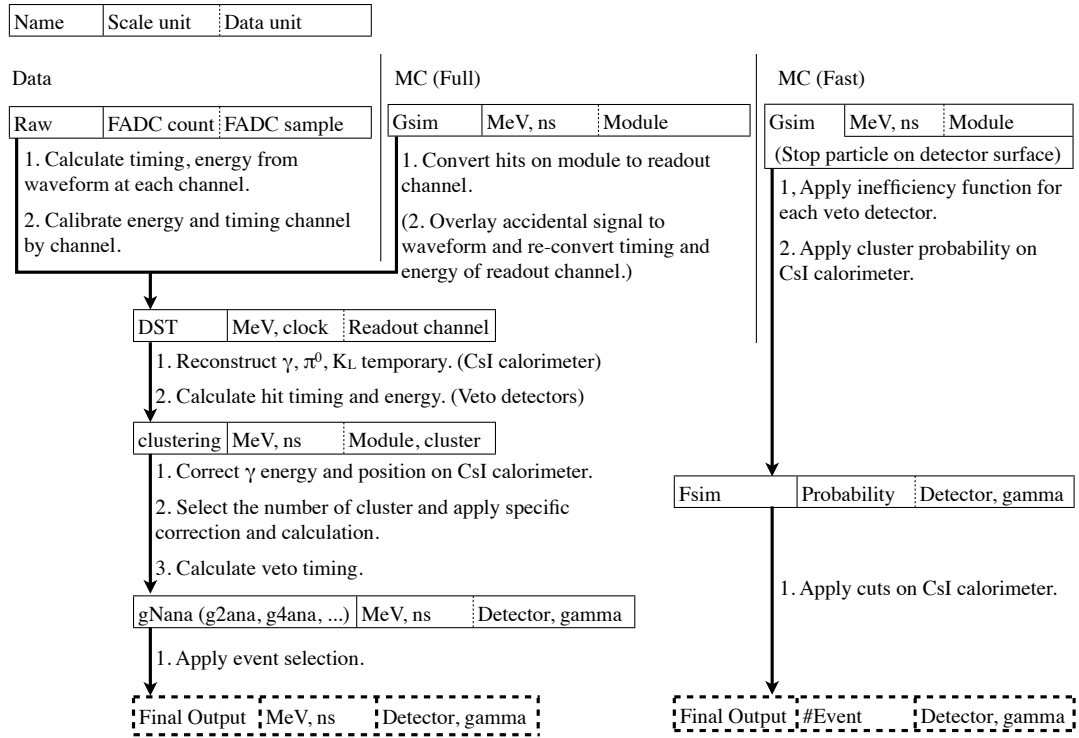 Name Scale unit Data unit
Data
Raw FADC count FADC sample
1. Calculate timing, energy from
waveform at each channel.
2. Calibrate energy and timing channel
by channel.
MC (Full)
Gsim MeV, ns Module
1. Convert hits on module to readout
channel.
(2. Overlay accidental signal to
waveform and re-convert timing and
energy of readout channel.)
MC (Fast)
Gsim MeV, ns Module
(Stop particle on detector surface)
1, Apply inefficiency function for
each veto detector.
2. Apply cluster probability on
CsI calorimeter.
DST MeV, clock Readout channel
1. Reconstruct γ, π⁰, K_L temporary. (CsI calorimeter)
2. Calculate hit timing and energy. (Veto detectors)
clustering MeV, ns Module, cluster
1. Correct γ energy and position on CsI calorimeter.
2. Select the number of cluster and apply specific
correction and calculation.
3. Calculate veto timing.
gNana (g2ana, g4ana, ...) MeV, ns Detector, gamma
1. Apply event selection.
Final Output MeV, ns Detector, gamma
Fsim Probability Detector, gamma
1. Apply cuts on CsI calorimeter.
Final Output #Event Detector, gamma